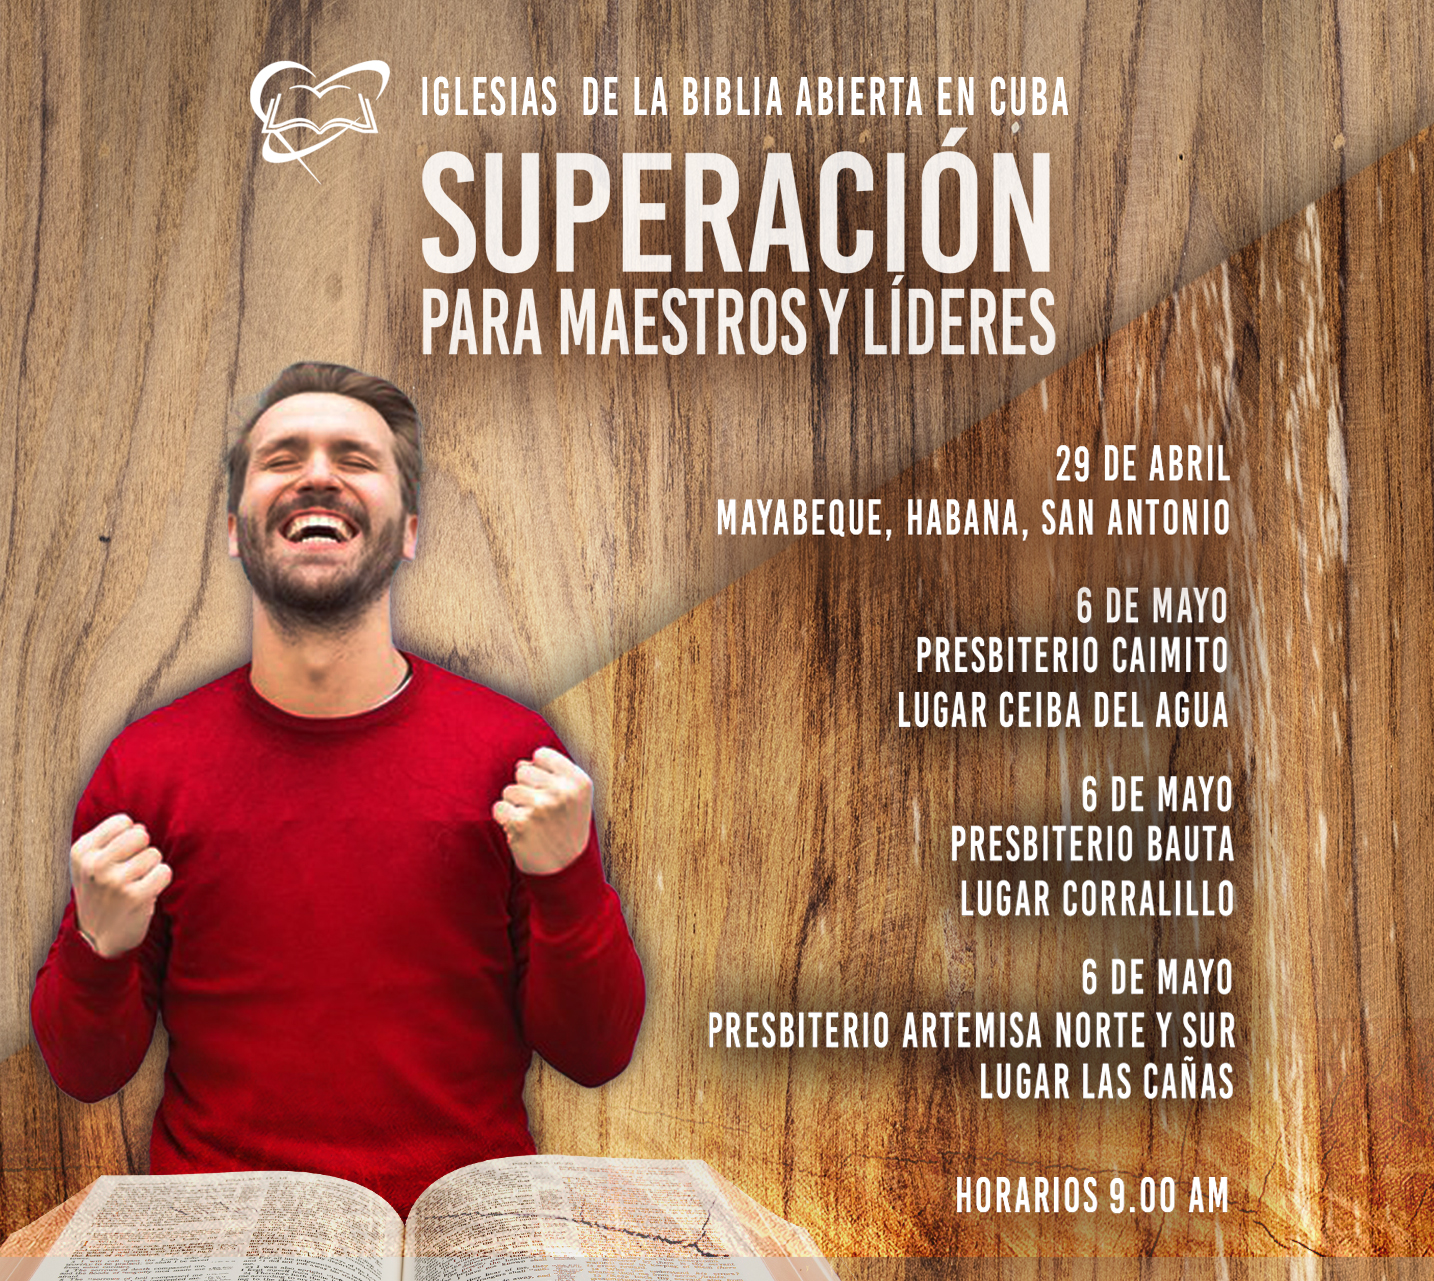 IGLESIAS DE LA BIBLIA ABIERTA EN CUBA
SUPERACIÓN
PARA MAESTROS Y LÍDERES
29 DE ABRIL
MAYABEQUE, HABANA, SAN ANTONIO
6 DE MAYO
PRESBITERIO CAIMITO
LUGAR CEIBA DEL AGUA
6 DE MAYO
PRESBITERIO BAUTA
LUGAR CORRALILLO
6 DE MAYO
PRESBITERIO ARTEMISA NORTE Y SUR
LUGAR LAS CAÑAS
HORARIOS 9.00 AM